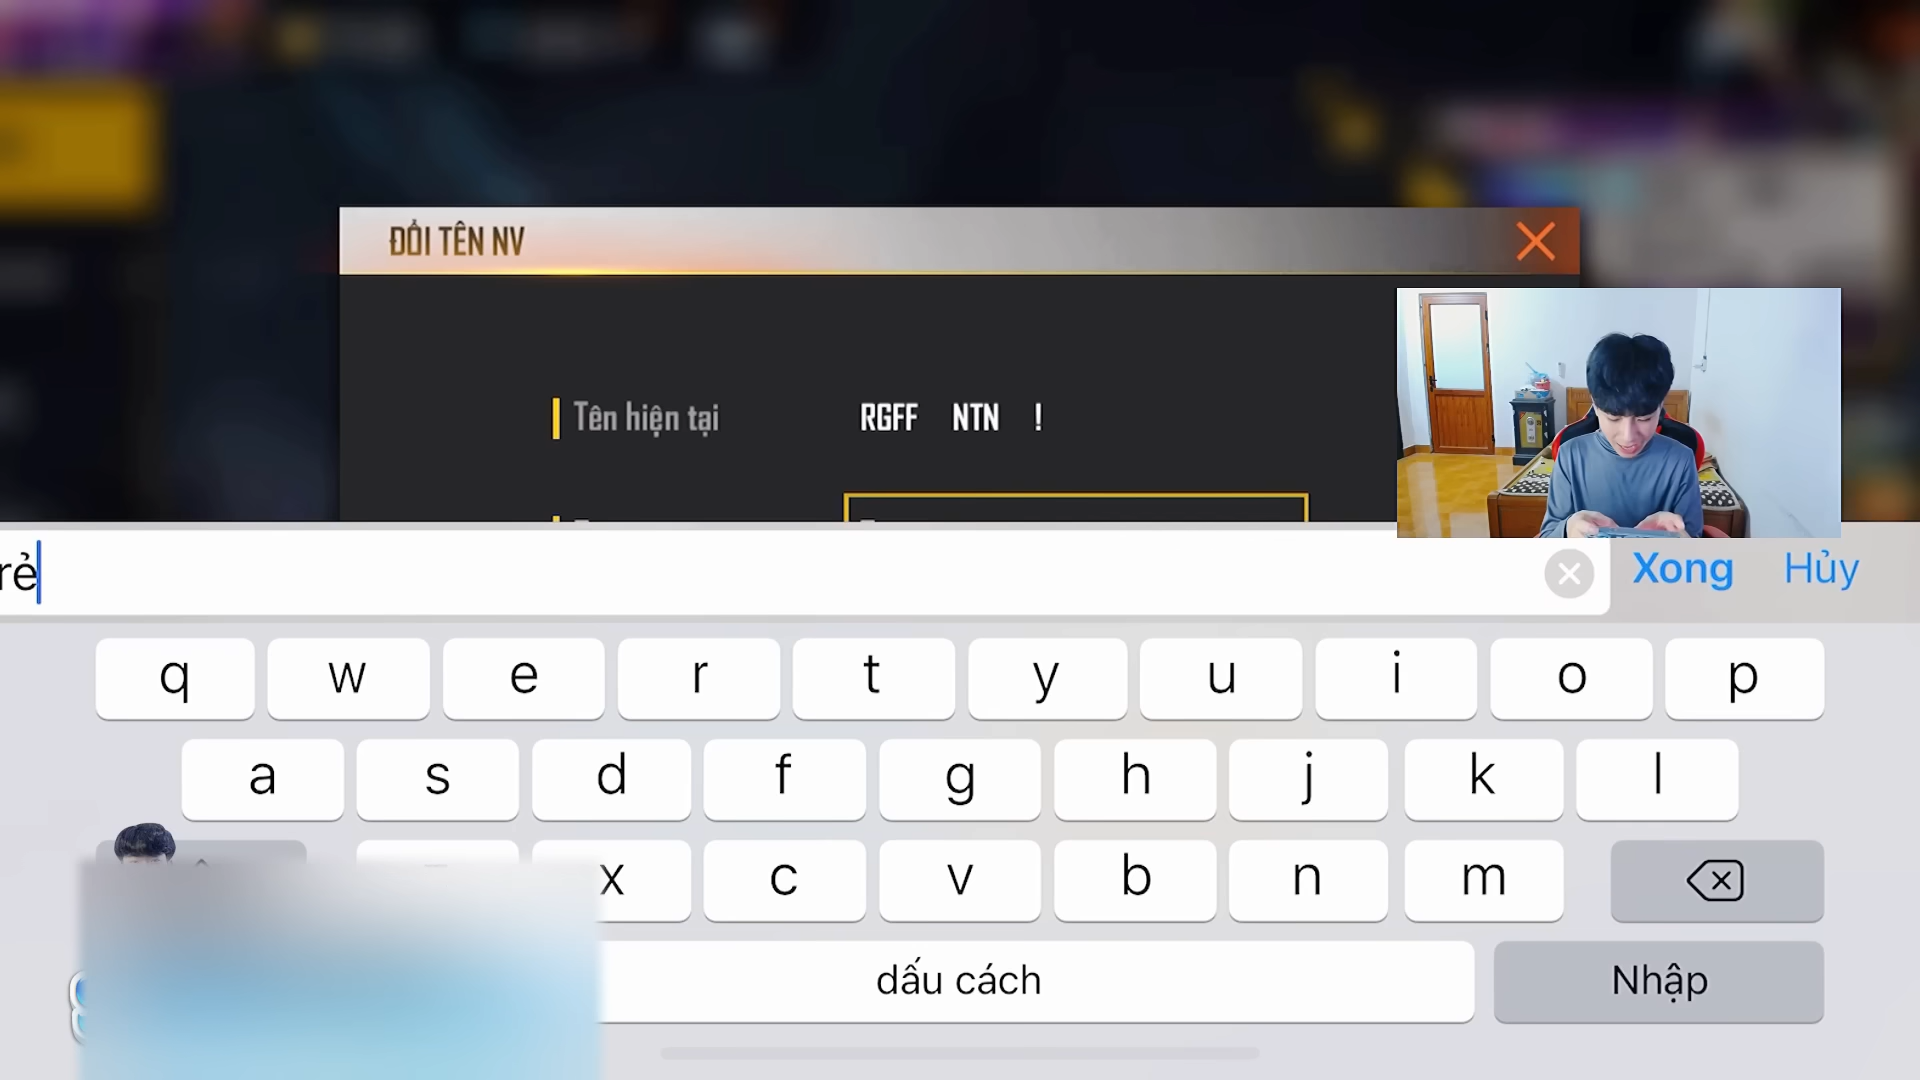 ĐỔI TÊN NV
Tên hiện tại RGFF NTN !
rẻ Xong Hủy
q w e r t y u i o p
a s d f g h j k l
x c v b n m
dấu cách Nhập